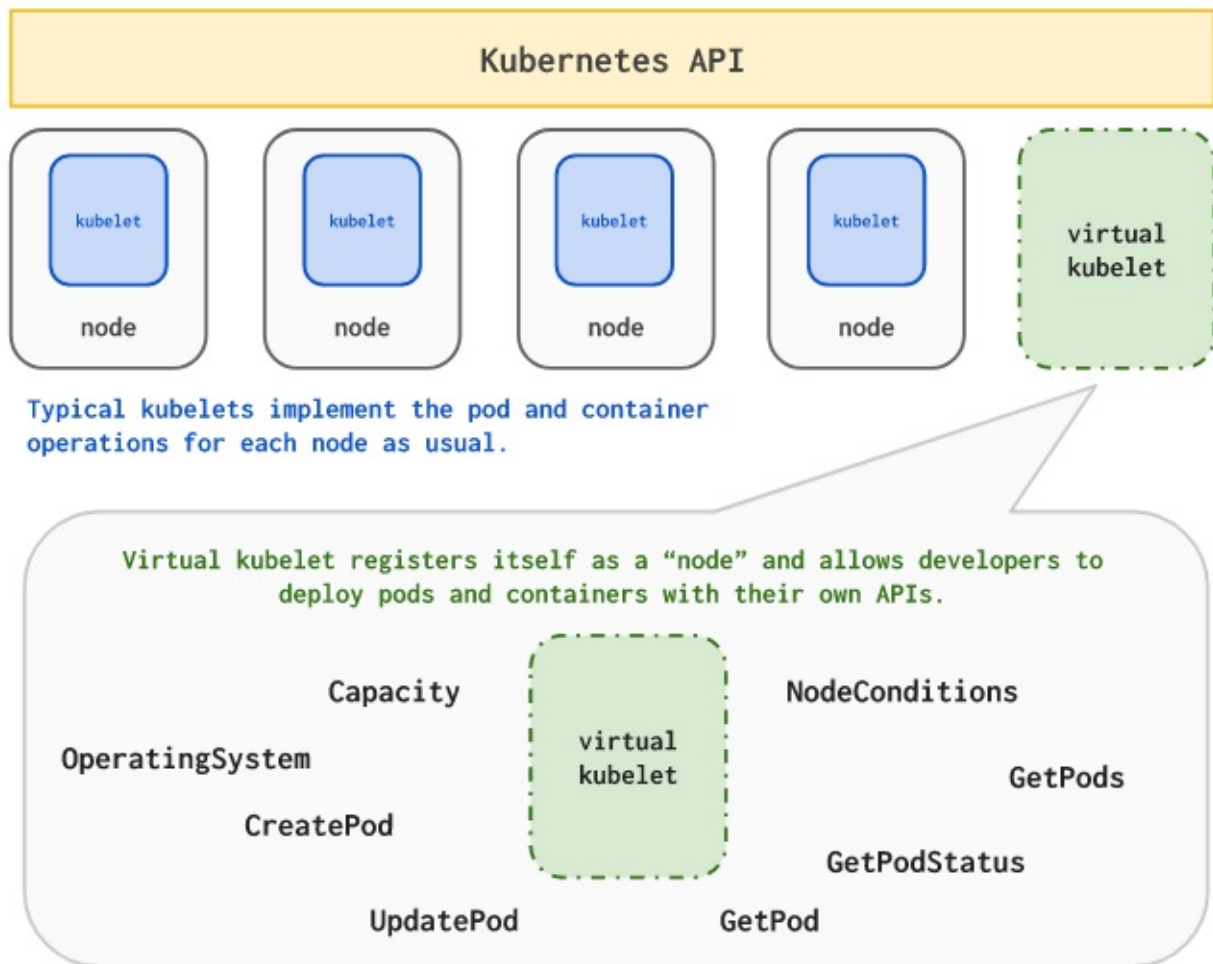 Kubernetes API
kubelet
kubelet
kubelet
kubelet
virtual
kubelet
node
node
node
node
Typical kubelets implement the pod and container
operations for each node as usual.
Virtual kubelet registers itself as a “node” and allows developers to
deploy pods and containers with their own APIs.
Capacity
NodeConditions
OperatingSystem
virtual
kubelet
GetPods
CreatePod
GetPodStatus
UpdatePod
GetPod